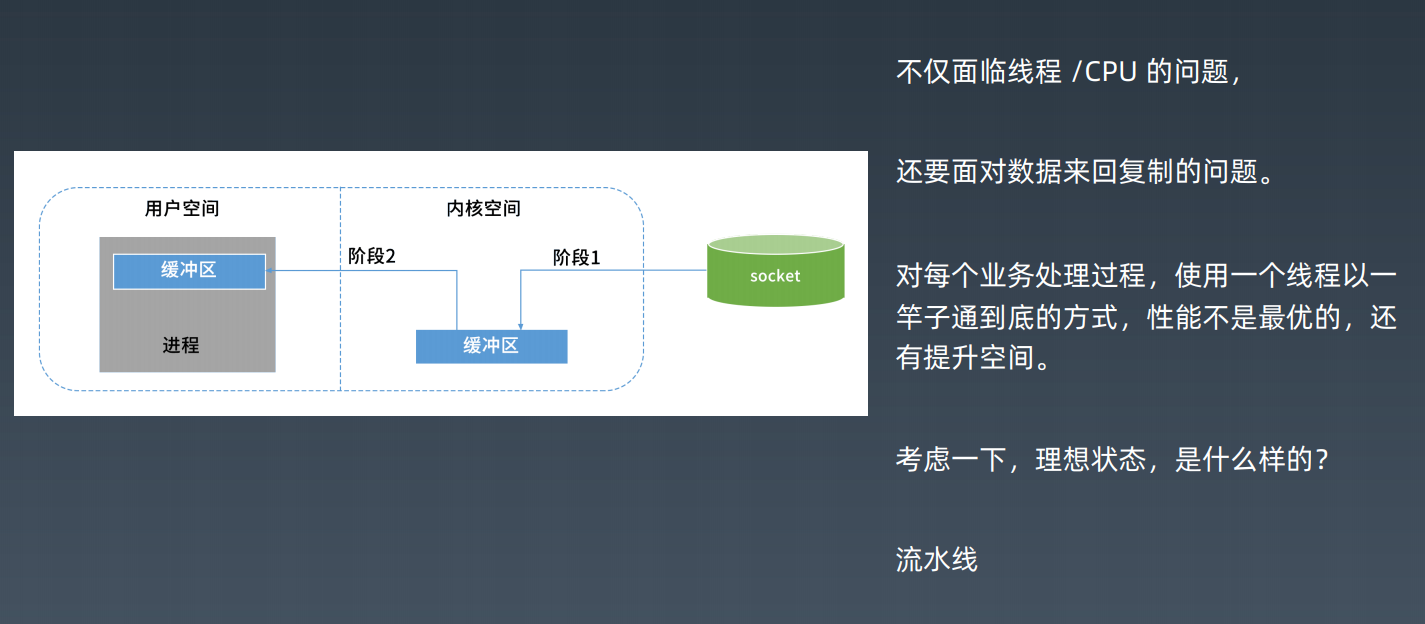 用户空间
内核空间
缓冲区
进程
阶段2
阶段1
缓冲区
socket
不仅面临线程 /CPU 的问题，
还要面对数据来回复制的问题。
对每个业务处理过程，使用一个线程以一
竿子通到底的方式，性能不是最优的，还
有提升空间。
考虑一下，理想状态，是什么样的？
流水线